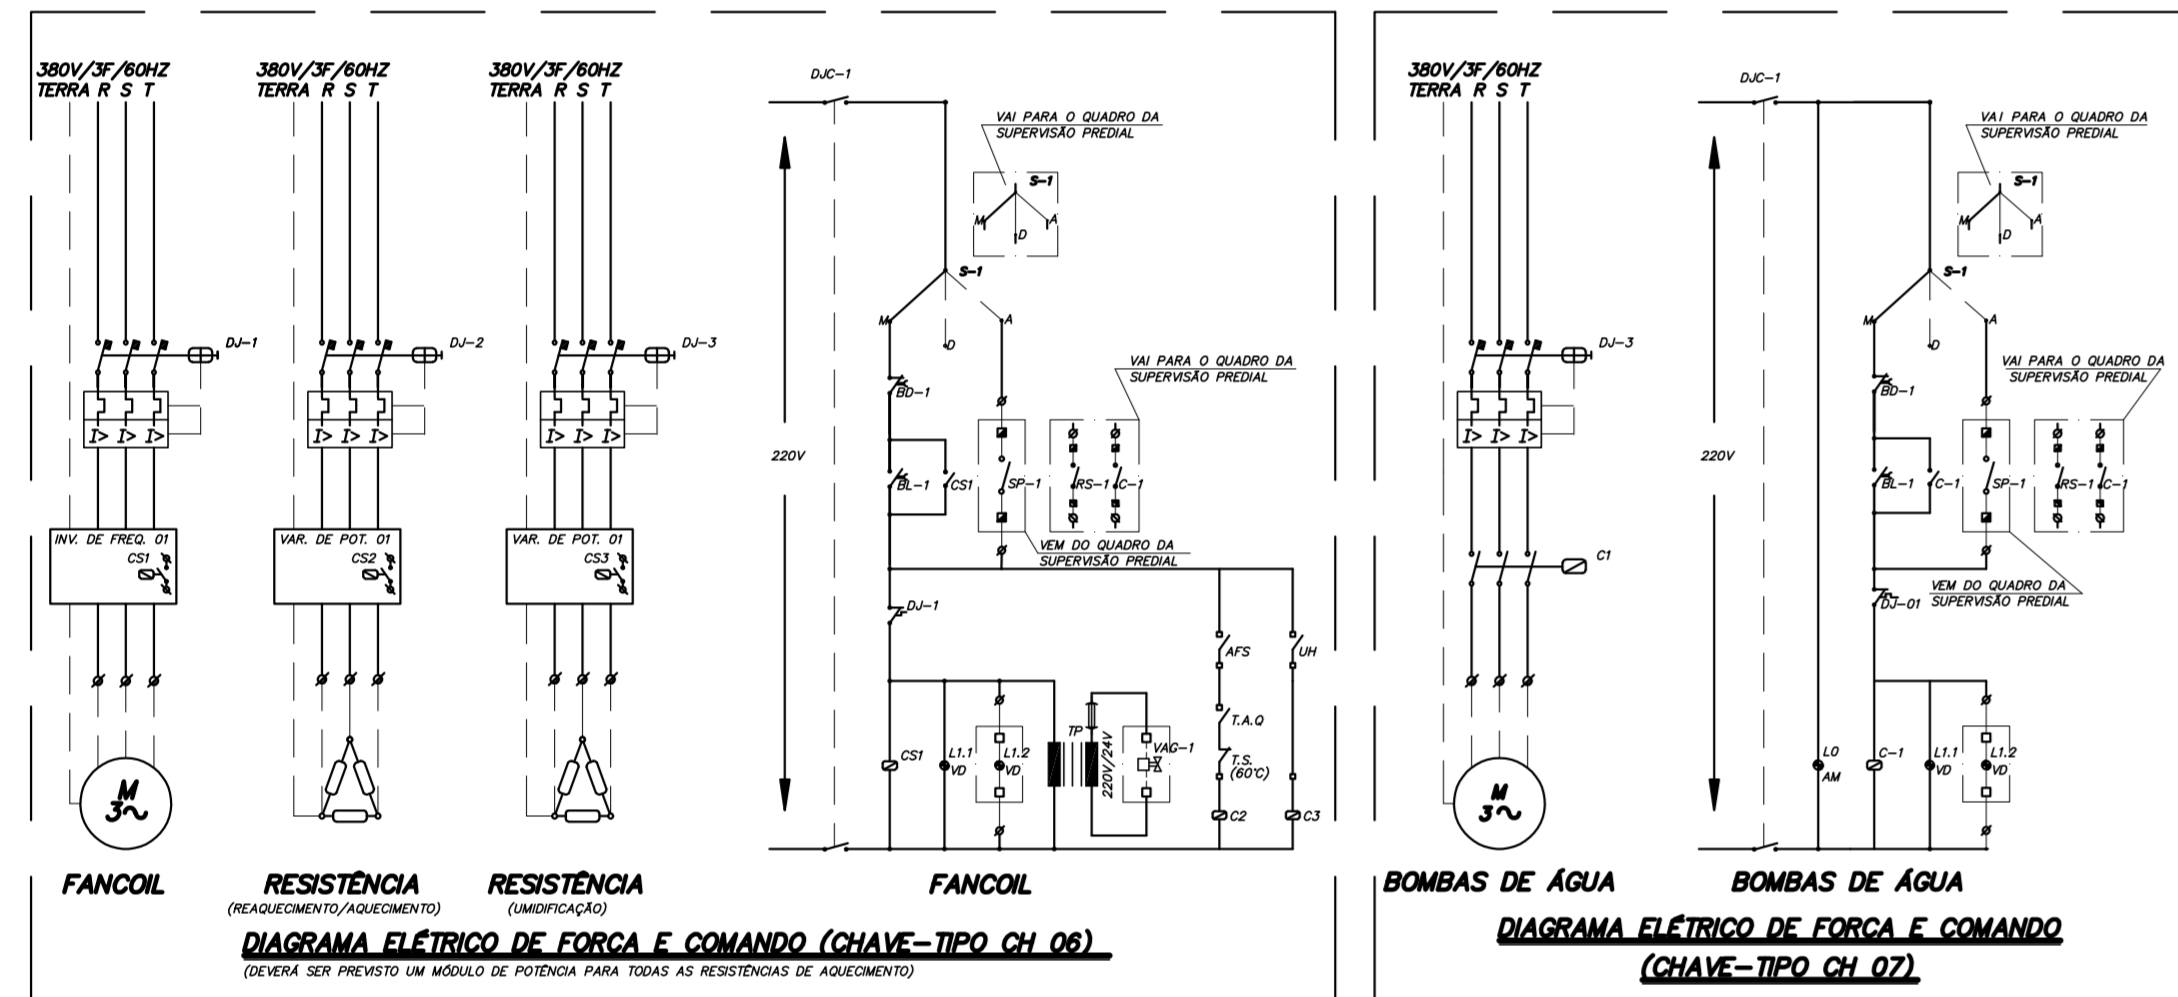 380V/3F/60HZ
TERRA R S T
DJ-1
I> I> I>
INV. DE FREQ. 01
CS1
M
3~
FANCOIL
380V/3F/60HZ
TERRA R S T
DJ-2
I> I> I>
VAR. DE POT. 01
CS2
RESISTÊNCIA
(REAQUECIMENTO/AQUECIMENTO)
380V/3F/60HZ
TERRA R S T
DJ-3
I> I> I>
VAR. DE POT. 01
CS3
RESISTÊNCIA
(UMIDIFICAÇÃO)
DJC-1
VAI PARA O QUADRO DA
SUPERVISÃO PREDIAL
S-1
M
A
D
S-1
M
A
D
VAI PARA O QUADRO DA
SUPERVISÃO PREDIAL
BD-1
220V
BL-1
CS1
SP-1
RS-1
C-1
VEM DO QUADRO DA
SUPERVISÃO PREDIAL
DJ-1
AFS
UH
T.A.Q
T.S.
(60°C)
CS1
L1.1
VD
L1.2
VD
TP
220V/24V
VAG-1
C2
C3
FANCOIL
DIAGRAMA ELÉTRICO DE FORCA E COMANDO (CHAVE-TIPO CH 06)
(DEVERÁ SER PREVISTO UM MÓDULO DE POTÊNCIA PARA TODAS AS RESISTÊNCIAS DE AQUECIMENTO)
380V/3F/60HZ
TERRA R S T
DJ-3
I> I> I>
C1
M
3~
BOMBAS DE ÁGUA
DJC-1
VAI PARA O QUADRO DA
SUPERVISÃO PREDIAL
S-1
M
A
D
S-1
M
A
D
VAI PARA O QUADRO DA
SUPERVISÃO PREDIAL
BD-1
220V
BL-1
C-1
SP-1
RS-1
C-1
VEM DO QUADRO DA
SUPERVISÃO PREDIAL
DJ-01
LO
AM
C-1
L1.1
VD
L1.2
VD
BOMBAS DE ÁGUA
DIAGRAMA ELÉTRICO DE FORCA E COMANDO
(CHAVE-TIPO CH 07)